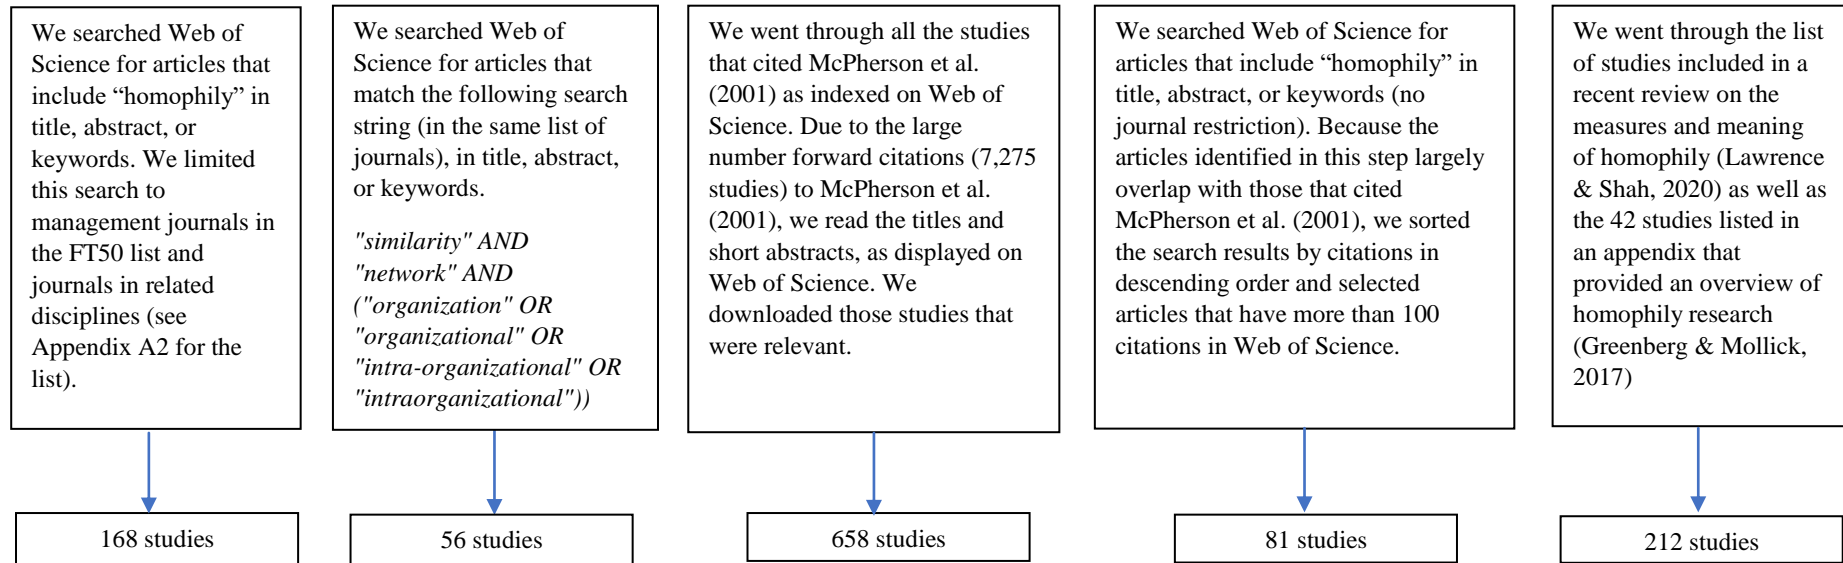 We searched Web of
Science for articles that
include “homophily” in
title, abstract, or
keywords. We limited
this search to
management journals in
the FT50 list and
journals in related
disciplines (see
Appendix A2 for the
list).
168 studies
We searched Web of
Science for articles that
match the following search
string (in the same list of
journals), in title, abstract,
or keywords.
"similarity" AND
"network" AND
("organization" OR
"organizational" OR
"intra-organizational" OR
"intraorganizational"))
56 studies
We went through all the studies
that cited McPherson et al.
(2001) as indexed on Web of
Science. Due to the large
number forward citations (7,275
studies) to McPherson et al.
(2001), we read the titles and
short abstracts, as displayed on
Web of Science. We
downloaded those studies that
were relevant.
658 studies
We searched Web of Science for
articles that include “homophily” in
title, abstract, or keywords (no
journal restriction). Because the
articles identified in this step largely
overlap with those that cited
McPherson et al. (2001), we sorted
the search results by citations in
descending order and selected
articles that have more than 100
citations in Web of Science.
81 studies
We went through the list
of studies included in a
recent review on the
measures and meaning
of homophily (Lawrence
& Shah, 2020) as well as
the 42 studies listed in
an appendix that
provided an overview of
homophily research
(Greenberg & Mollick,
2017)
212 studies